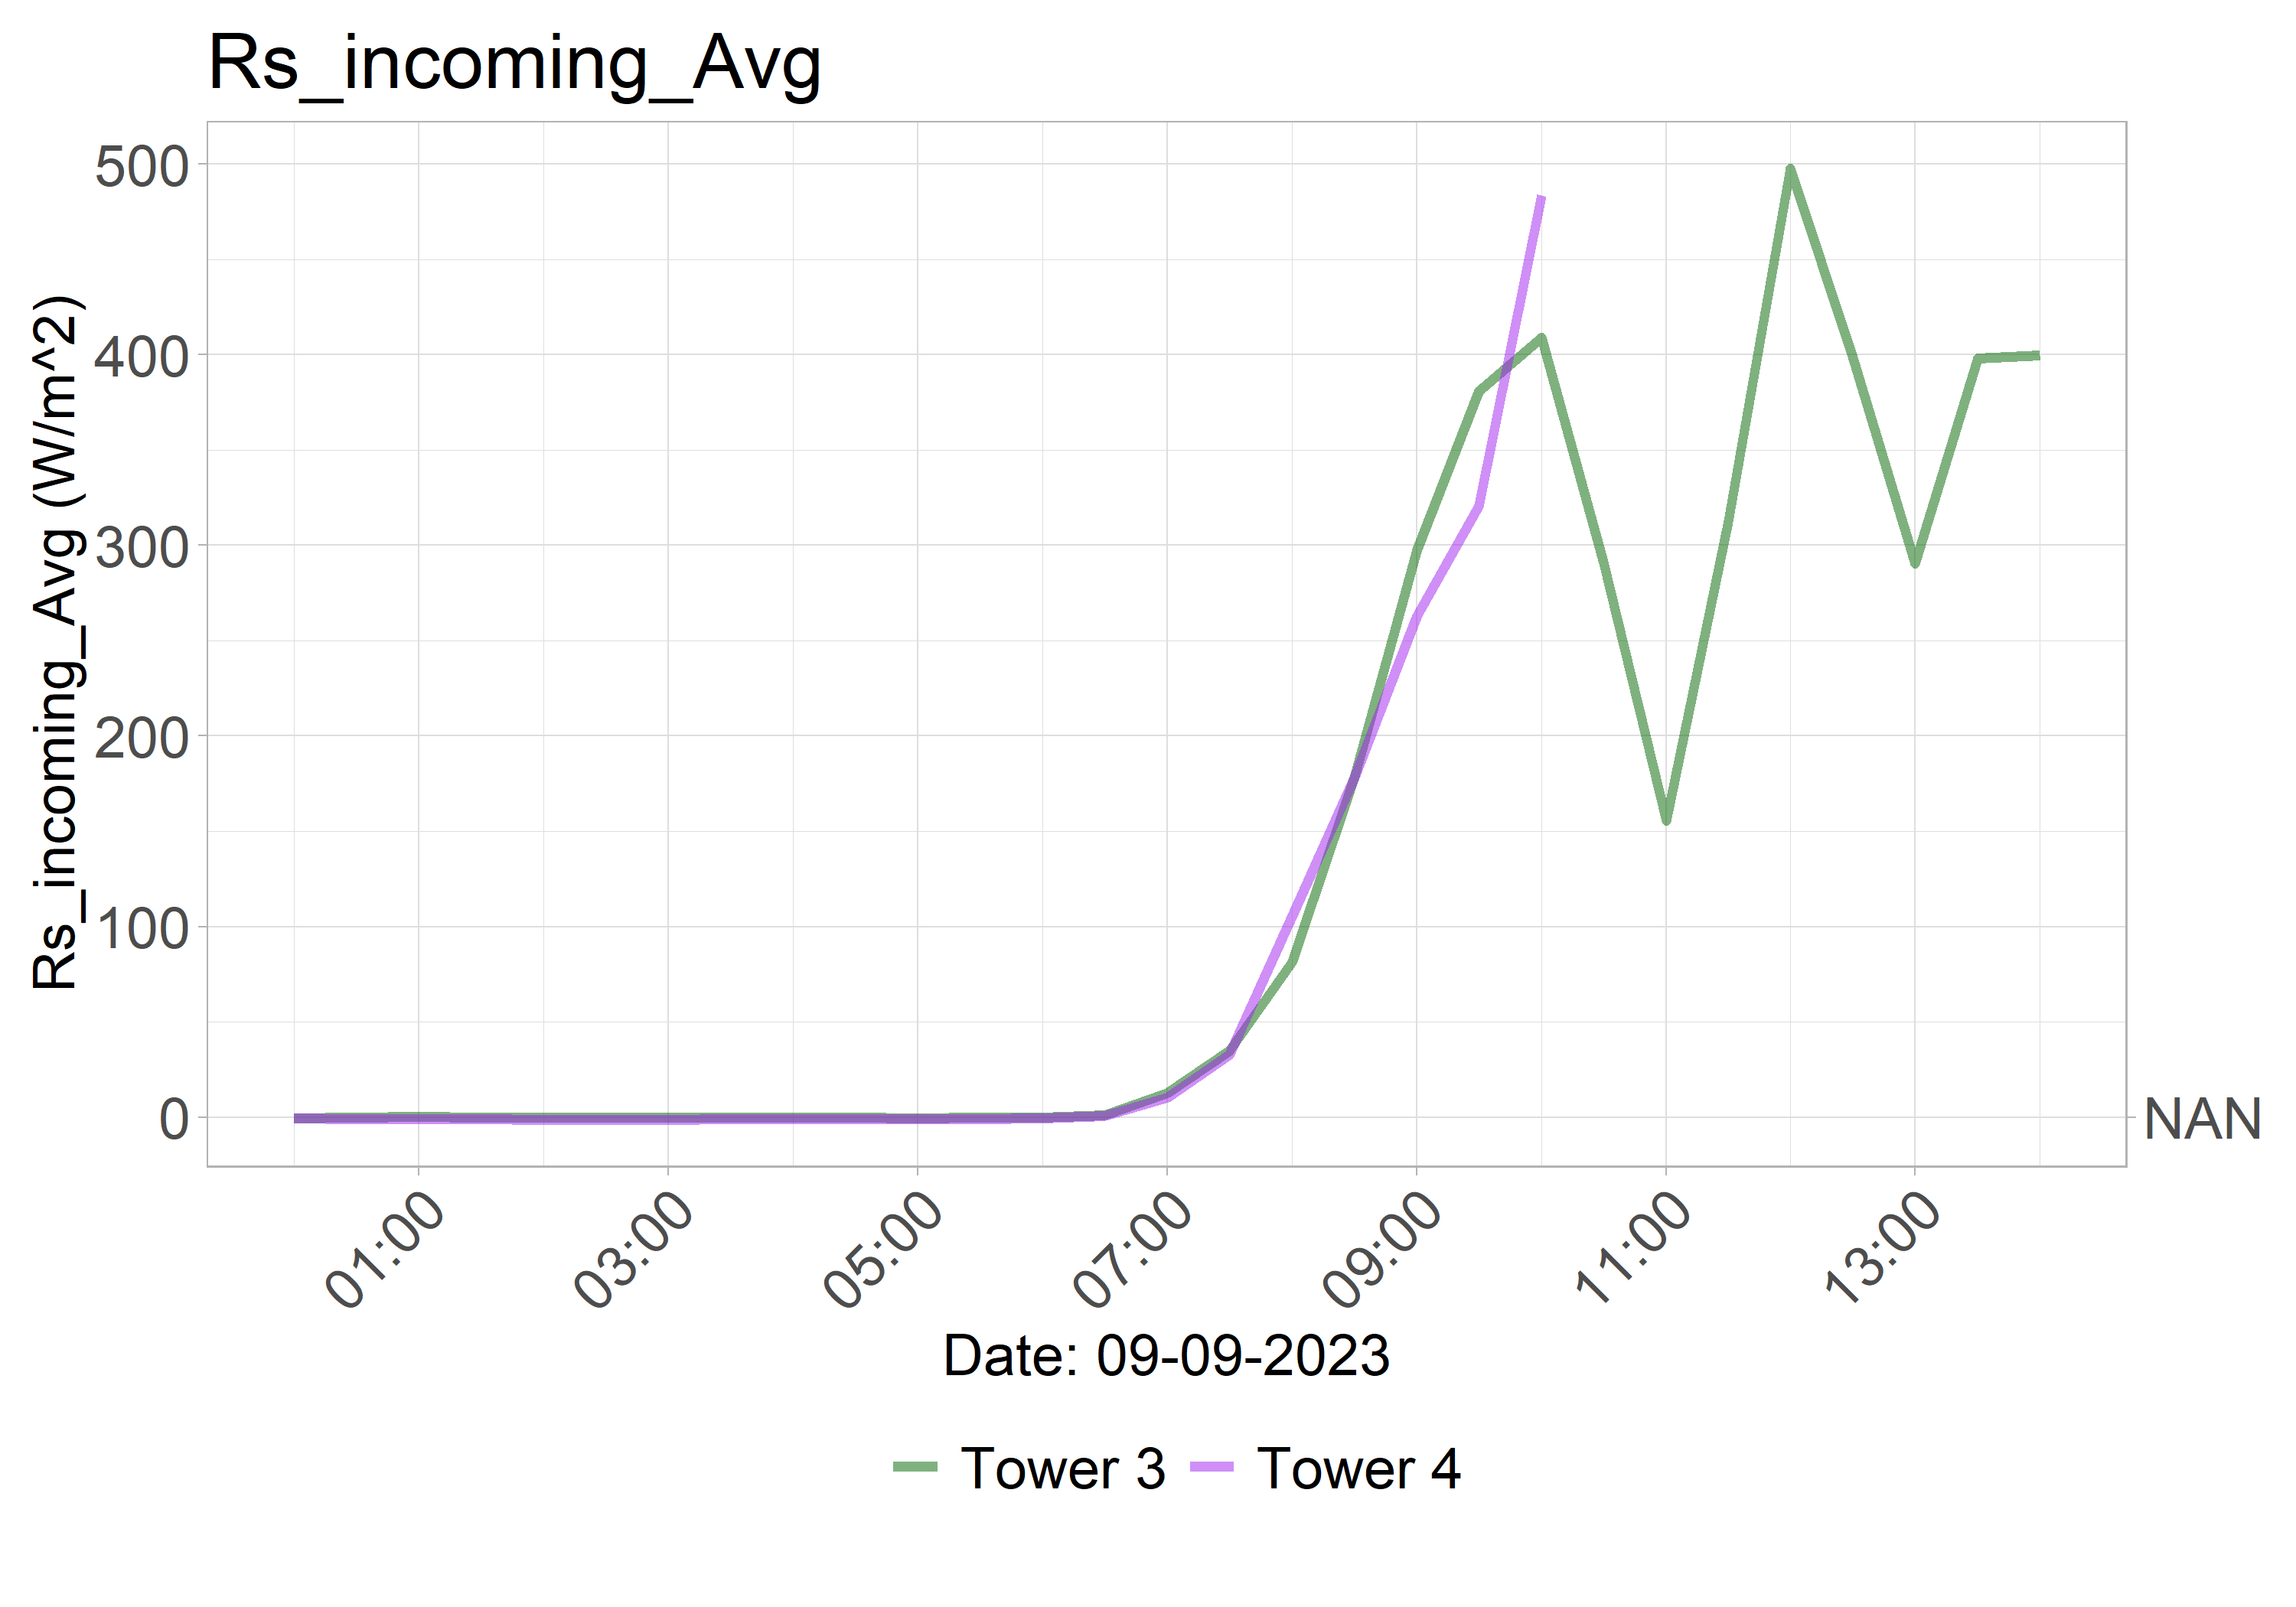 Rs_incoming_Avg
Rs_incoming_Avg (W/m^2)
500
400
300
200
100
0
NAN
01:00
03:00
05:00
07:00
09:00
11:00
13:00
Date: 09-09-2023
Tower 3
Tower 4